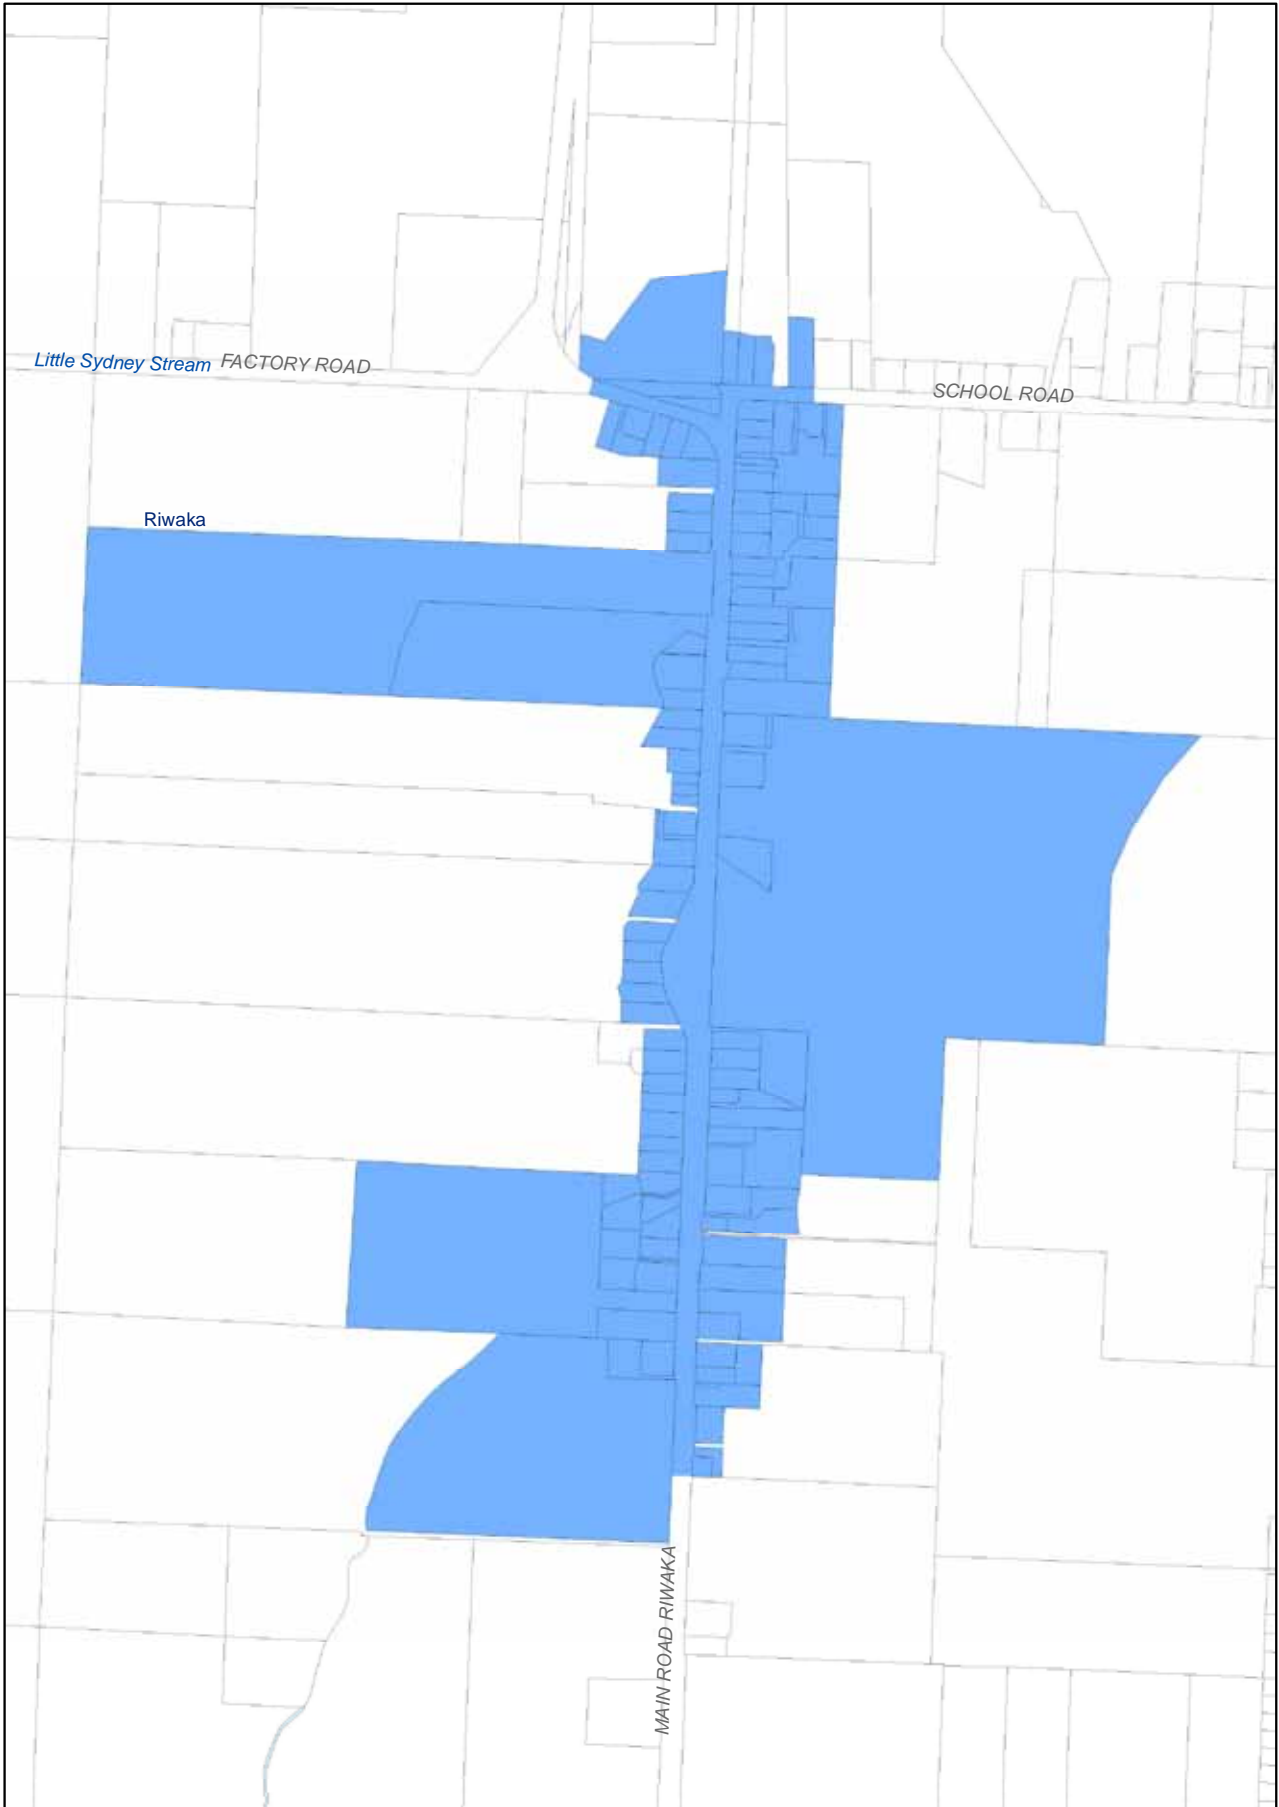 Little Sydney Stream
FACTORY ROAD
SCHOOL ROAD
Riwaka
MAIN ROAD RIWAKA